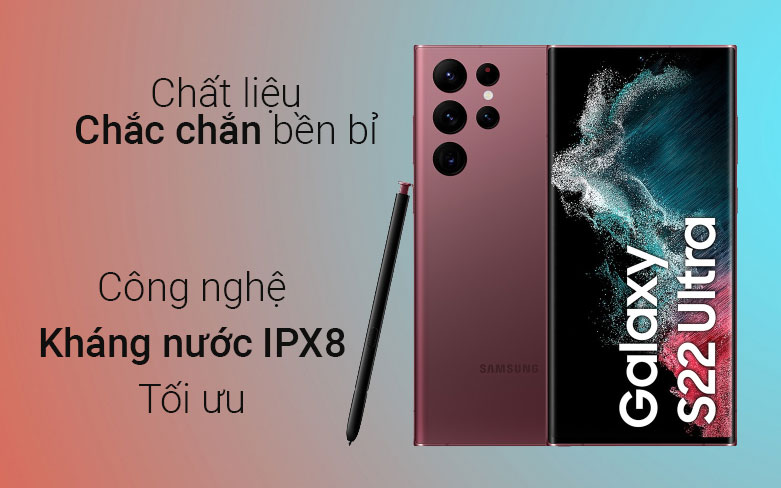 Chất liệu
Chắc chắn bền bỉ
Công nghệ
Kháng nước IPX8
Tối ưu
SAMSUNG
Galaxy
S22 Ultra